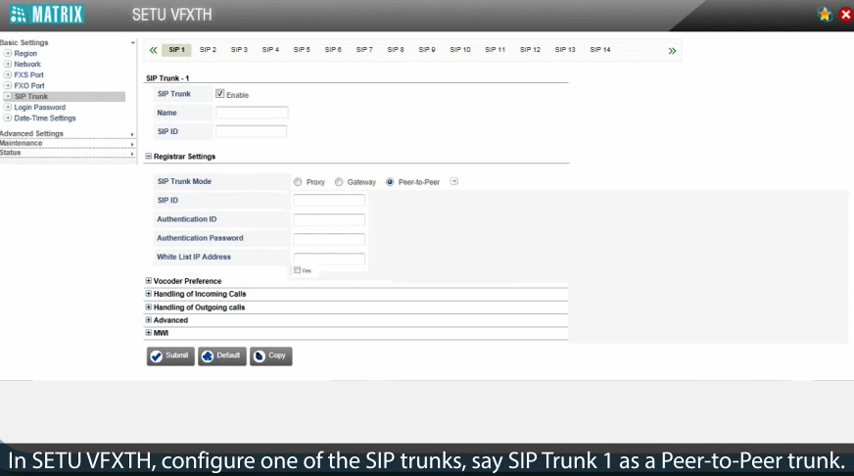 MATRIX SETU VFXTH
Basic Settings
Region
Network
FXS Port
FXO Port
SIP Trunk
Login Password
Date-Time Settings
Advanced Settings
Maintenance
Status
SIP 1 SIP 2 SIP 3 SIP 4 SIP 5 SIP 6 SIP 7 SIP 8 SIP 9 SIP 10 SIP 11 SIP 12 SIP 13 SIP 14
SIP Trunk - 1
SIP Trunk Enable
Name
SIP ID
Registrar Settings
SIP Trunk Mode Proxy Gateway Peer-to-Peer
SIP ID
Authentication ID
Authentication Password
White List IP Address
Yes
Vocoder Preference
Handling of Incoming Calls
Handling of Outgoing calls
Advanced
MWI
Submit Default Copy
In SETU VFXTH, configure one of the SIP trunks, say SIP Trunk 1 as a Peer-to-Peer trunk.